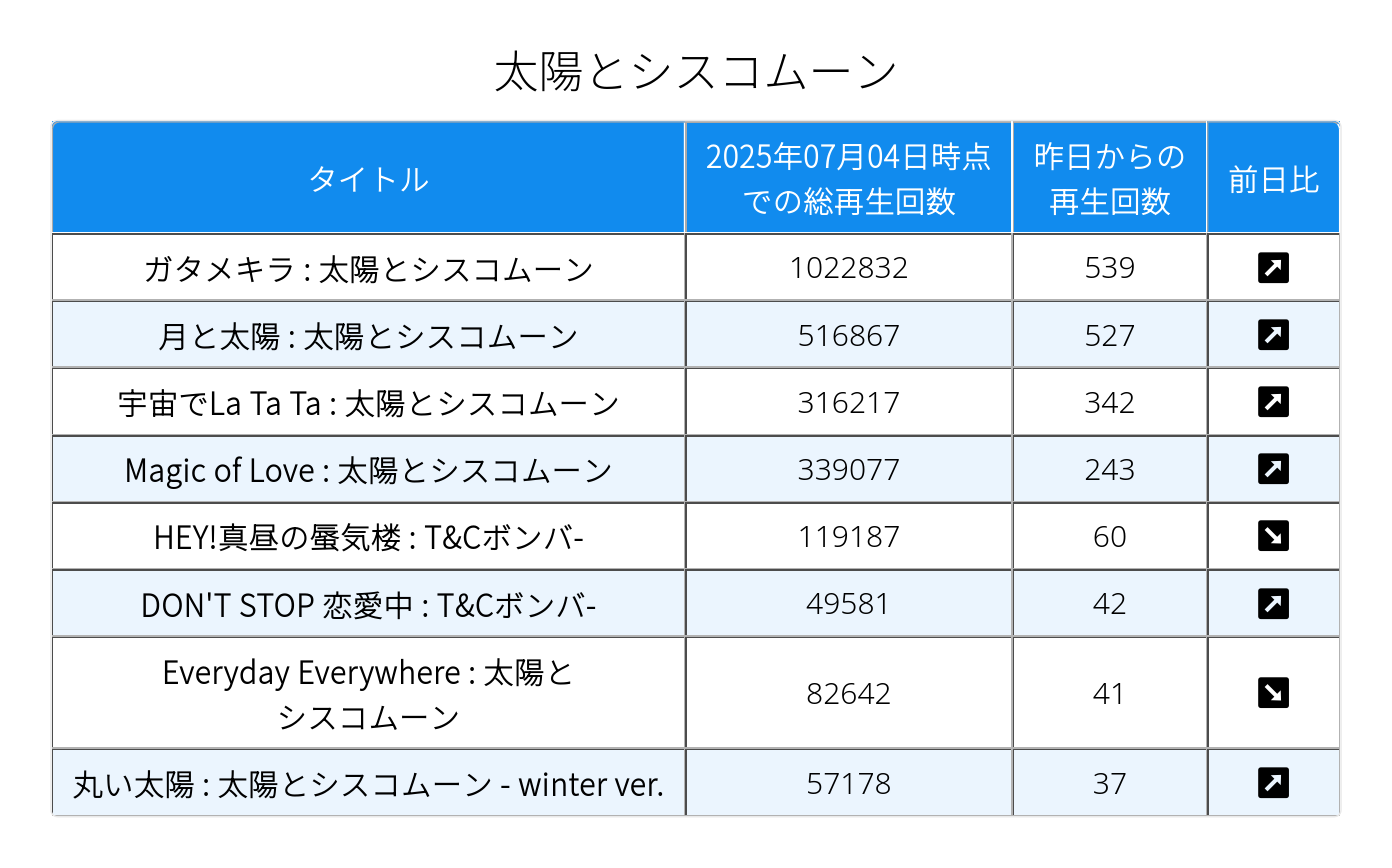 太陽とシスコムーン
タイトル
2025年07月04日時点
での総再生回数
昨日からの
再生回数
前日比
ガタメキラ : 太陽とシスコムーン 1022832 539
月と太陽 : 太陽とシスコムーン 516867 527
宇宙でLa Ta Ta : 太陽とシスコムーン 316217 342
Magic of Love : 太陽とシスコムーン 339077 243
HEY!真昼の蜃気楼 : T&Cボンバ- 119187 60
DON'T STOP 恋愛中 : T&Cボンバ- 49581 42
Everyday Everywhere : 太陽と
シスコムーン
82642 41
丸い太陽 : 太陽とシスコムーン - winter ver. 57178 37